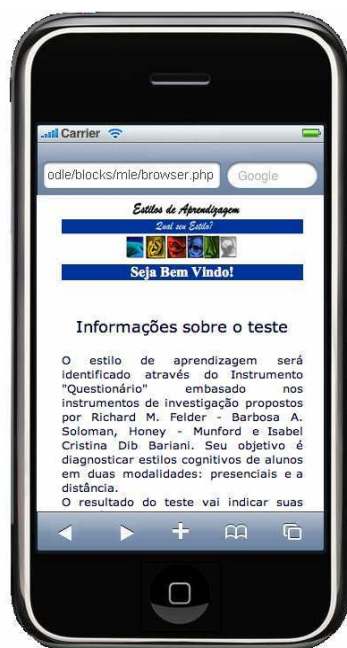 Carrier
odle/blocks/mle/browser.php
Google
Estilos de Aprendizagem
Qual seu Estilo?
Seja Bem Vindo!
Informações sobre o teste
O estilo de aprendizagem será
identificado através do Instrumento
"Questionário" embasado nos
instrumentos de investigação propostos
por Richard M. Felder - Barbosa A.
Soloman, Honey - Munford e Isabel
Cristina Dib Bariani. Seu objetivo é
diagnosticar estilos cognitivos de alunos
em duas modalidades: presenciais e a
distância.
O resultado do teste vai indicar suas